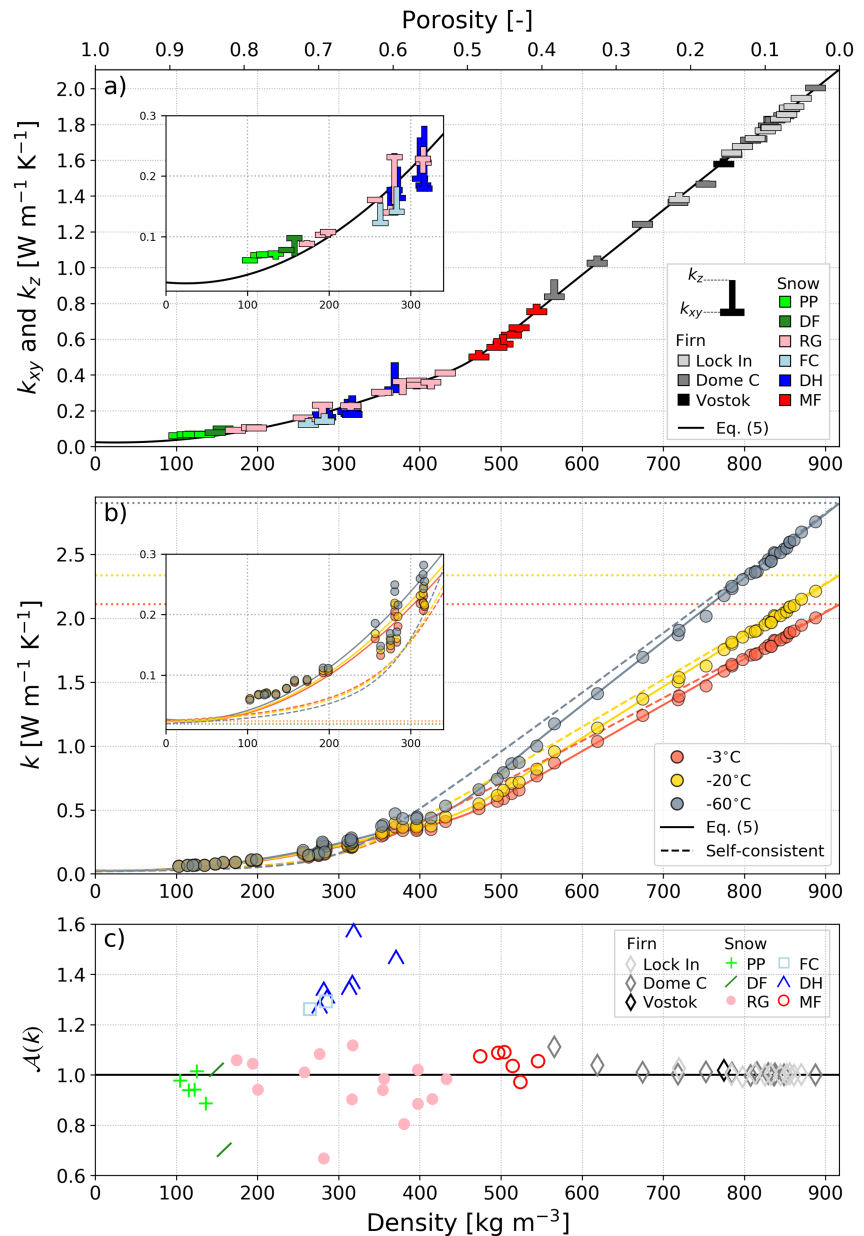 Porosity [-]
1.0 0.9 0.8 0.7 0.6 0.5 0.4 0.3 0.2 0.1 0.0
a)
k_xy and k_z [W m⁻¹ K⁻¹]
2.0
1.8
1.6
1.4
1.2
1.0
0.8
0.6
0.4
0.2
0.0
0.3
0.2
0.1
0 100 200 300
k_z
k_xy
Snow
PP
DF
RG
FC
DH
MF
Firn
Lock In
Dome C
Vostok
Eq. (5)
0 100 200 300 400 500 600 700 800 900
b)
k [W m⁻¹ K⁻¹]
2.5
2.0
1.5
1.0
0.5
0.0
0.3
0.2
0.1
0 100 200 300
-3°C
-20°C
-60°C
Eq. (5)
Self-consistent
0 100 200 300 400 500 600 700 800 900
c)
𝒜(k)
1.6
1.4
1.2
1.0
0.8
0.6
Firn
Lock In
Dome C
Vostok
Snow
PP
DF
RG
FC
DH
MF
0 100 200 300 400 500 600 700 800 900
Density [kg m⁻³]